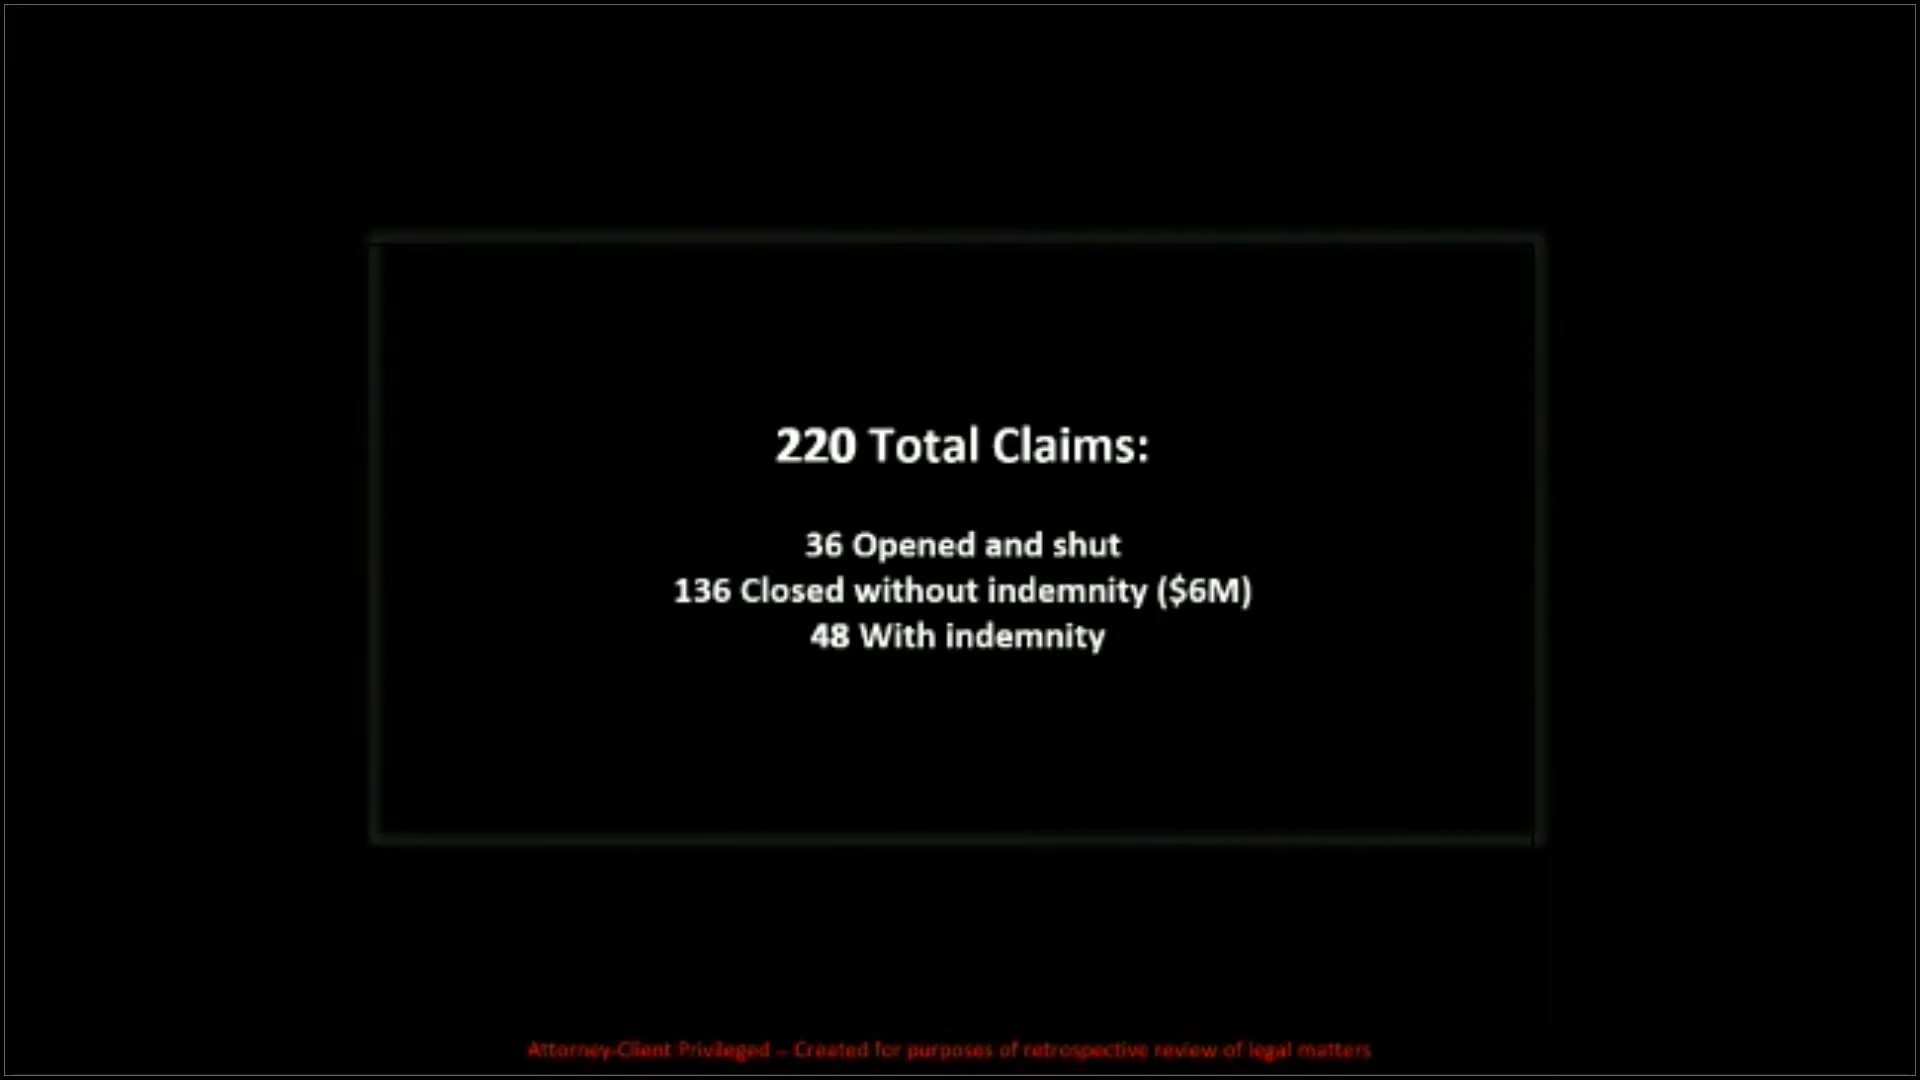 220 Total Claims:
36 Opened and shut
136 Closed without indemnity ($6M)
48 With indemnity
Attorney-Client Privileged – Created for purposes of retrospective review of legal matters